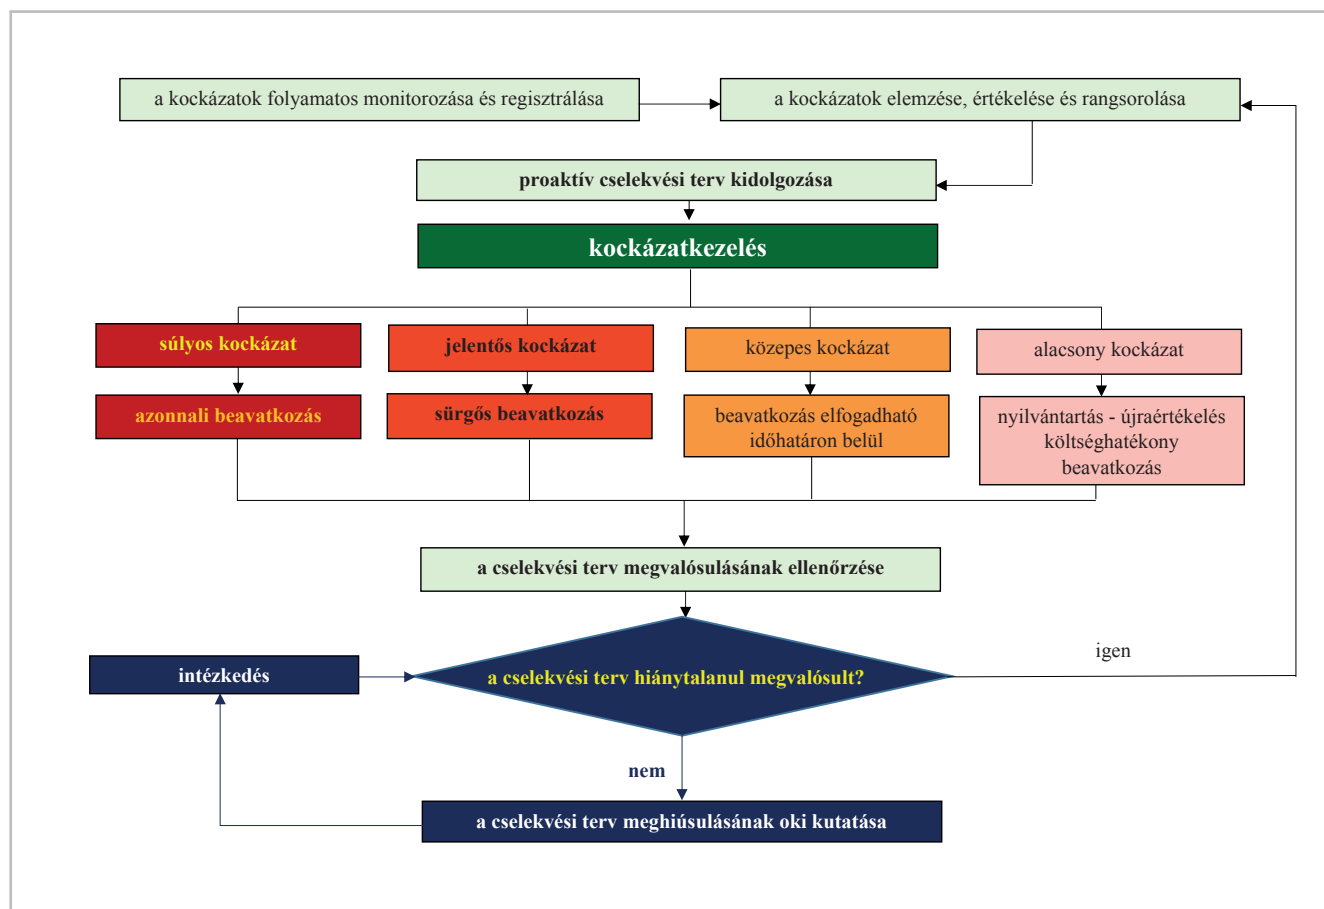 a kockázatok folyamatos monitorozása és regisztrálása
a kockázatok elemzése, értékelése és rangsorolása
proaktív cselekvési terv kidolgozása
kockázatkezelés
súlyos kockázat
jelentős kockázat
közepes kockázat
alacsony kockázat
azonnali beavatkozás
sürgős beavatkozás
beavatkozás elfogadható
időhatáron belül
nyilvántartás - újraértékelés
költséghatékony
beavatkozás
a cselekvési terv megvalósulásának ellenőrzése
intézkedés
a cselekvési terv hiánytalanul megvalósult?
igen
nem
a cselekvési terv meghiúsulásának oki kutatása